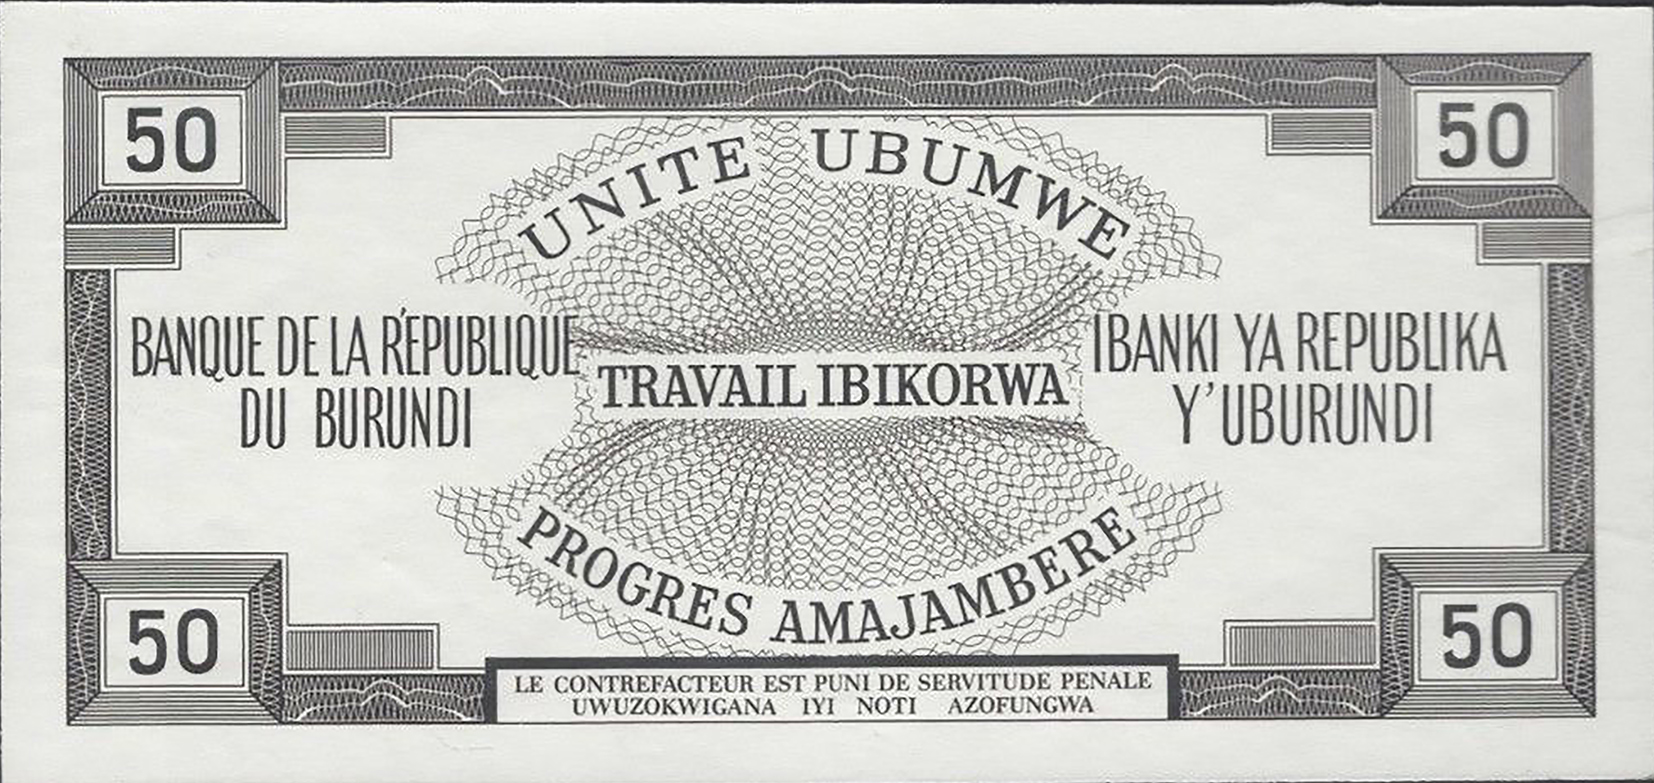 50
50
UNITE UBUMWE
BANQUE DE LA RÉPUBLIQUE
DU BURUNDI
TRAVAIL IBIKORWA
IBANKI YA REPUBLIKA
Y'UBURUNDI
PROGRES AMAJAMBERE
50
50
LE CONTREFACTEUR EST PUNI DE SERVITUDE PENALE
UWUZOKWIGANA IYI NOTI AZOFUNGWA